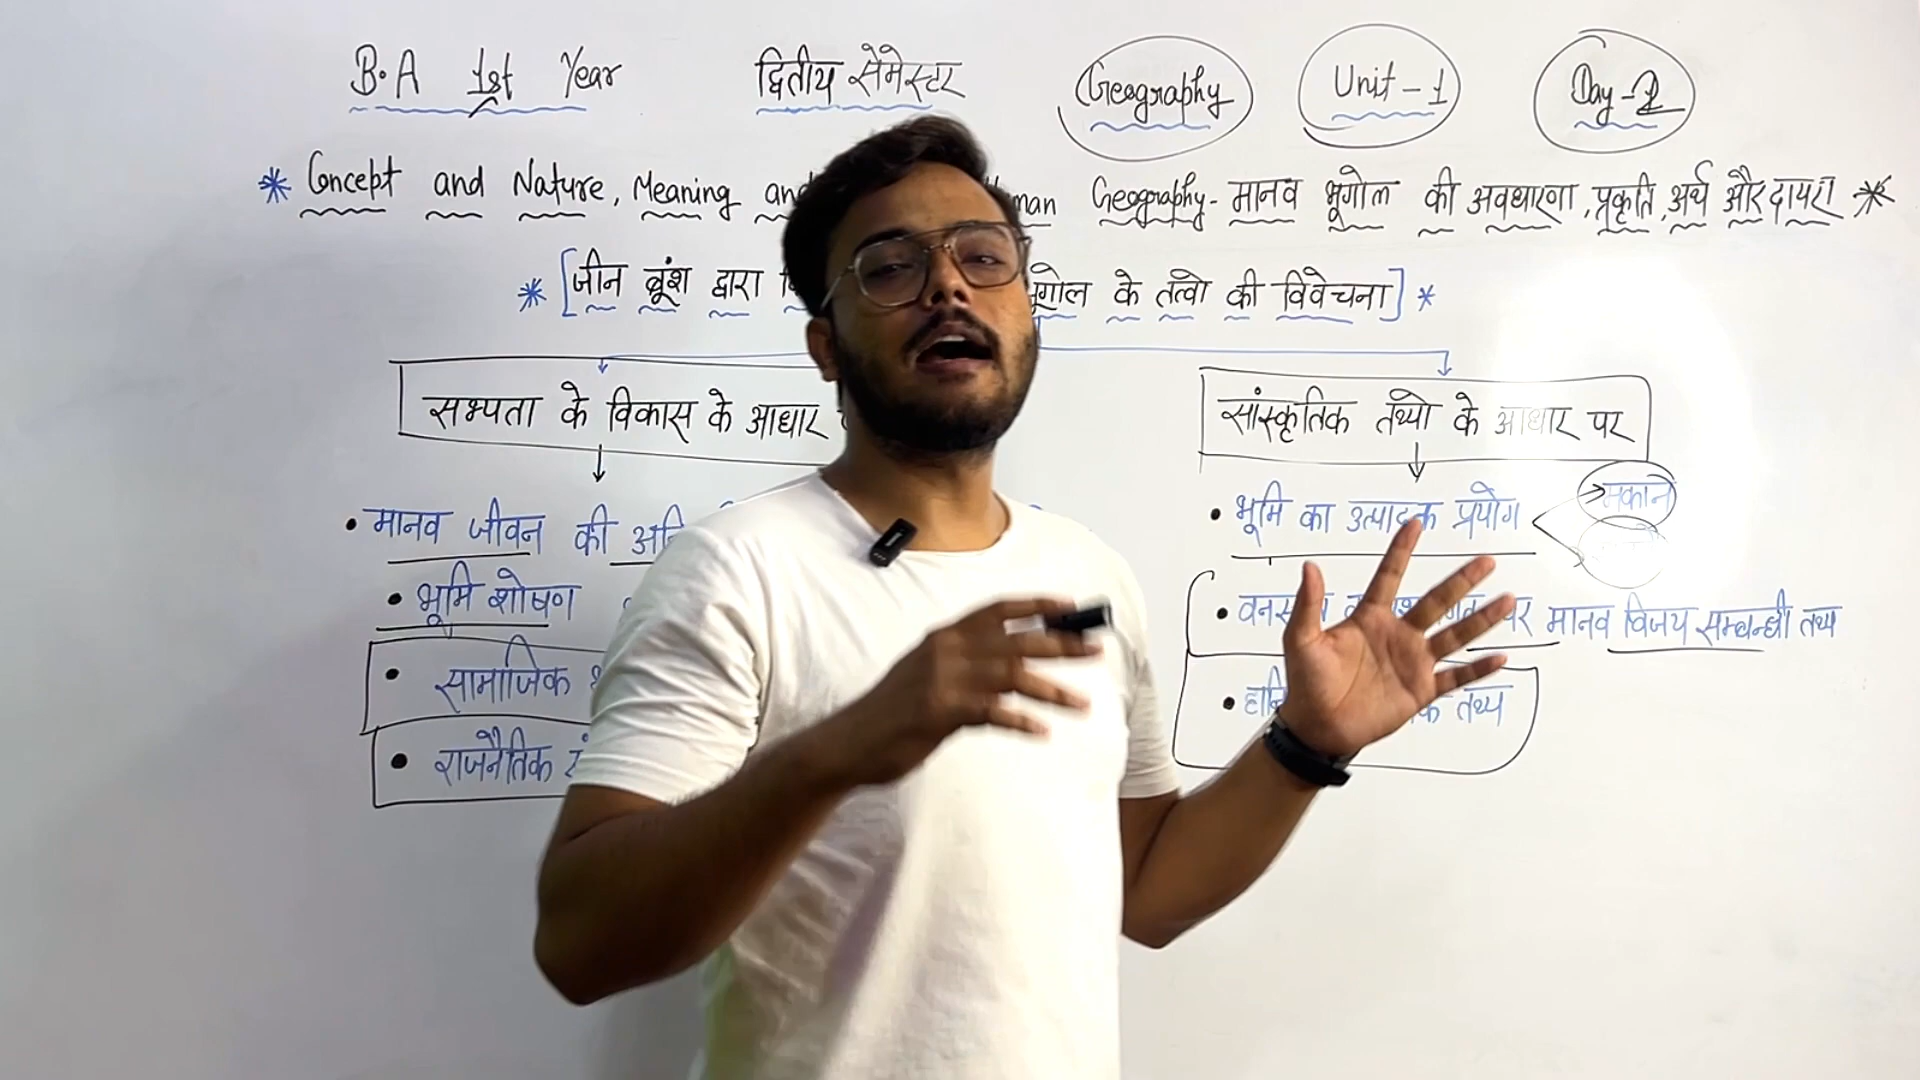 B.A 1st Year द्वितीय सेमेस्टर Geography Unit - 1 Day - 2
* Concept and Nature, Meaning and Geography - मानव भूगोल की अवधारणा, प्रकृति, अर्थ और दायरा *
* [जीन ब्रूंश द्वारा के तत्वो की विवेचना] *
सभ्यता के विकास के आधार
सांस्कृतिक तथ्यो के आधार पर
• मानव जीवन की
• भूमि का उत्पादक प्रयोग → मकान
• भूमि शोषण
• पर मानव विजय सम्बन्धी तथ्य
• सामाजिक
• तथ्य
• राजनैतिक